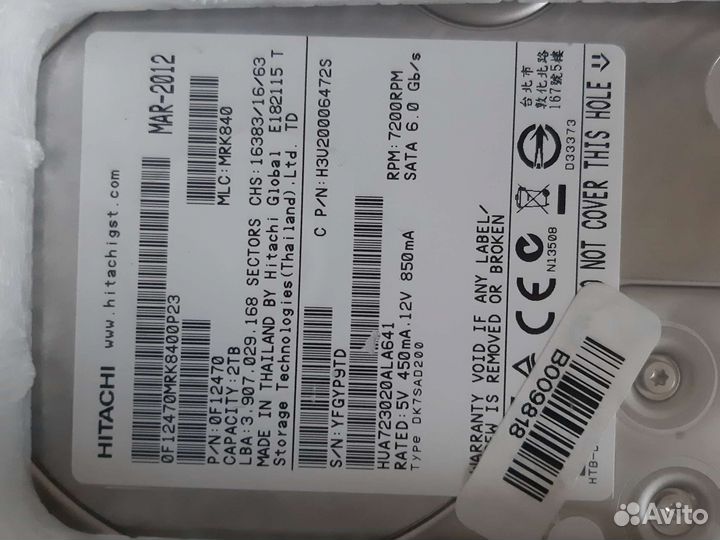 HITACHI
www.hitachigst.com
MAR-2012
0F12470MRK8400P23
MLC:MRK840
P/N:0F12470
CAPACITY:2TB
LBA:3.907.029.168 SECTORS CHS:16383/16/63
MADE IN THAILAND BY Hitachi Global E182115 T
Storage Technologies(Thailand).Ltd. TD
C P/N:H3U20006472S
S/N:YFGYP9TD
HUA723020ALA641
RPM:7200RPM
RATED:5V 450mA.12V 850mA
SATA 6.0 Gb/s
TYPE DK7SAD200
WARRANTY VOID IF ANY LABEL/
SCREW IS REMOVED OR BROKEN
N13508
D33373
台北市
敦化北路
167號5樓
NOT COVER THIS HOLE
HTB-
B009818
Avito